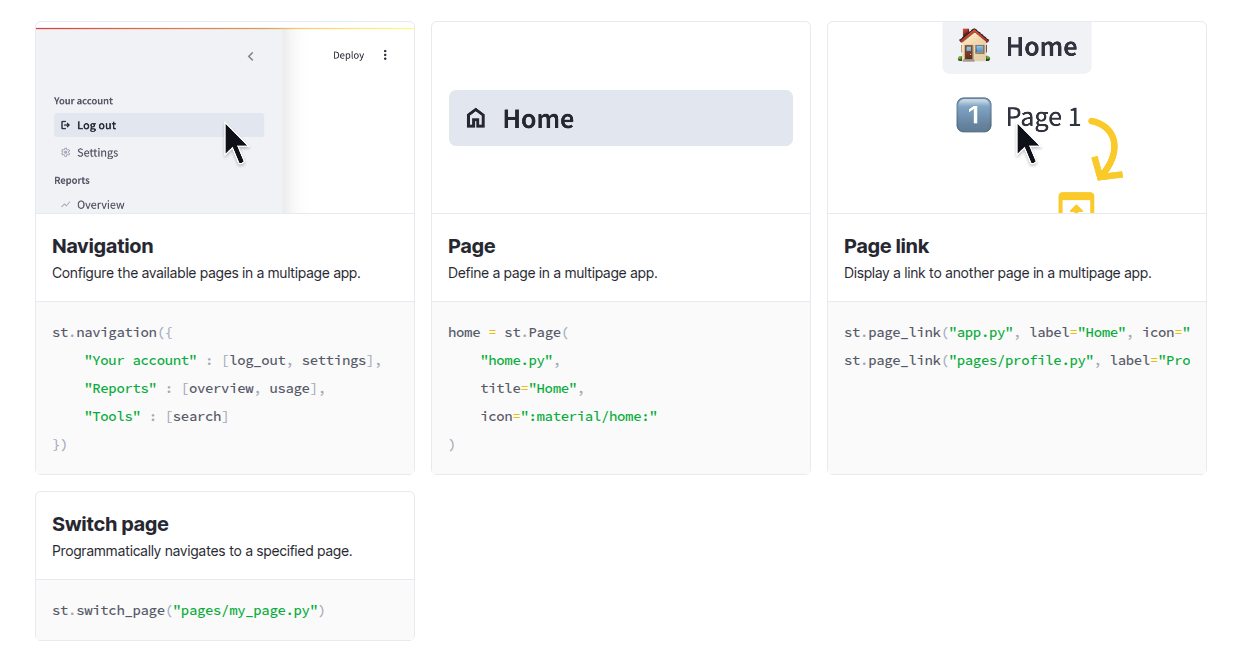 Deploy
Your account
Log out
Settings
Reports
Overview
Navigation
Configure the available pages in a multipage app.
st.navigation({
    "Your account" : [log_out, settings],
    "Reports" : [overview, usage],
    "Tools" : [search]
})
Home
Page
Define a page in a multipage app.
home = st.Page(
    "home.py",
    title="Home",
    icon=":material/home:"
)
Home
1 Page 1
Page link
Display a link to another page in a multipage app.
st.page_link("app.py", label="Home", icon="
st.page_link("pages/profile.py", label="Pro
Switch page
Programmatically navigates to a specified page.
st.switch_page("pages/my_page.py")